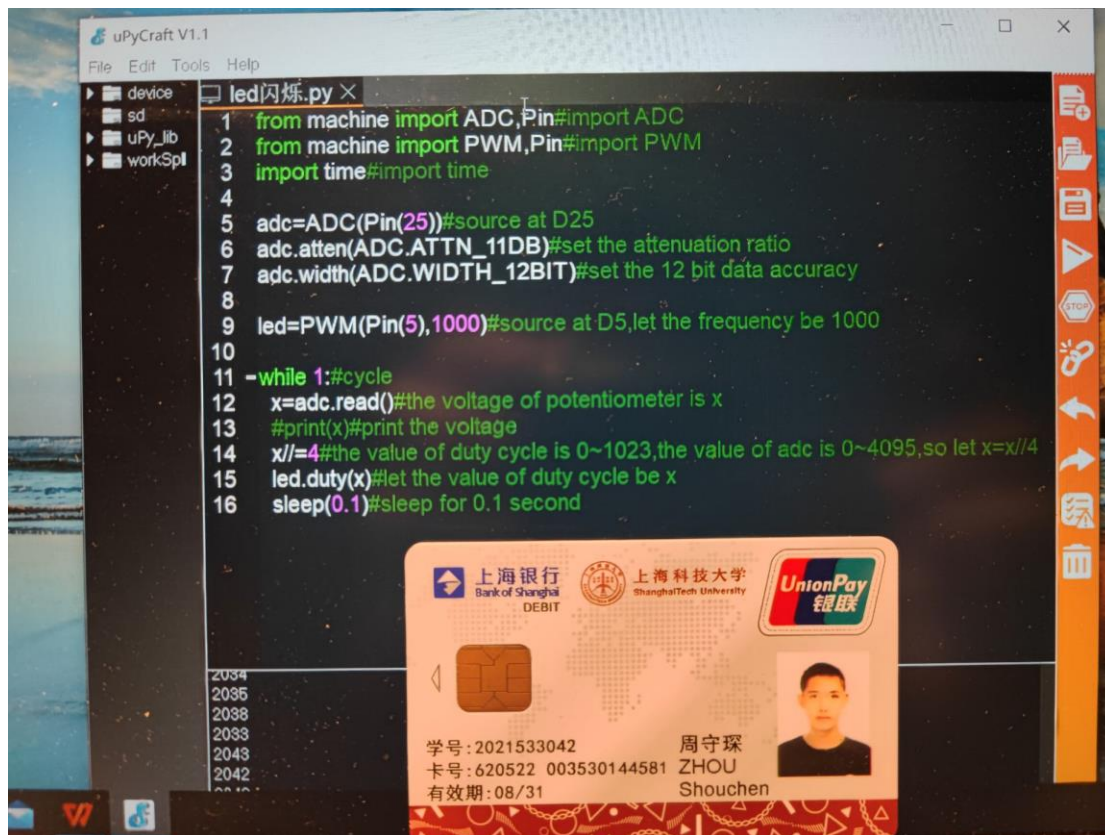 uPyCraft V1.1
File Edit Tools Help
device
sd
uPy_lib
workSpl
led闪烁.py
1 from machine import ADC,Pin#import ADC
2 from machine import PWM,Pin#import PWM
3 import time#import time
4
5 adc=ADC(Pin(25))#source at D25
6 adc.atten(ADC.ATTN_11DB)#set the attenuation ratio
7 adc.width(ADC.WIDTH_12BIT)#set the 12 bit data accuracy
8
9 led=PWM(Pin(5),1000)#source at D5,let the frequency be 1000
10
11 while 1:#cycle
12 x=adc.read()#the voltage of potentiometer is x
13 #print(x)#print the voltage
14 x//=4#the value of duty cycle is 0~1023,the value of adc is 0~4095,so let x=x//4
15 led.duty(x)#let the value of duty cycle be x
16 sleep(0.1)#sleep for 0.1 second
STOP
2034
2035
2038
2033
2043
2042
上海银行
Bank of Shanghai
DEBIT
上海科技大学
ShanghaiTech University
UnionPay
银联
学号:2021533042
卡号:620522 003530144581
有效期:08/31
周守琛
ZHOU
Shouchen